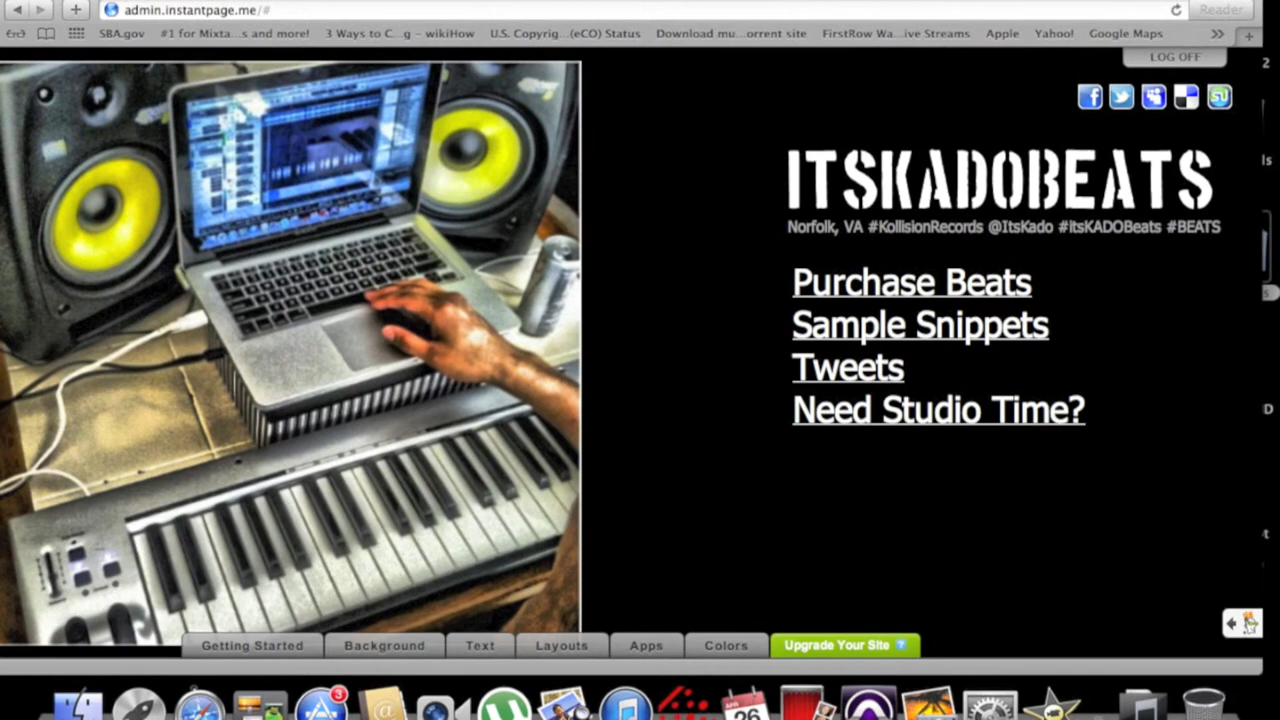 admin.instantpage.me/#
Reader
SBA.gov #1 for Mixta...s and more! 3 Ways to C...g – wikiHow U.S. Copyrig...(eCO) Status Download mu...orrent site FirstRow Wa...ive Streams Apple Yahoo! Google Maps
LOG OFF
ITSKADOBEATS
Norfolk, VA #KollisionRecords @ItsKado #itsKADOBeats #BEATS
Purchase Beats
Sample Snippets
Tweets
Need Studio Time?
Getting Started Background Text Layouts Apps Colors Upgrade Your Site ?
3
APR
26